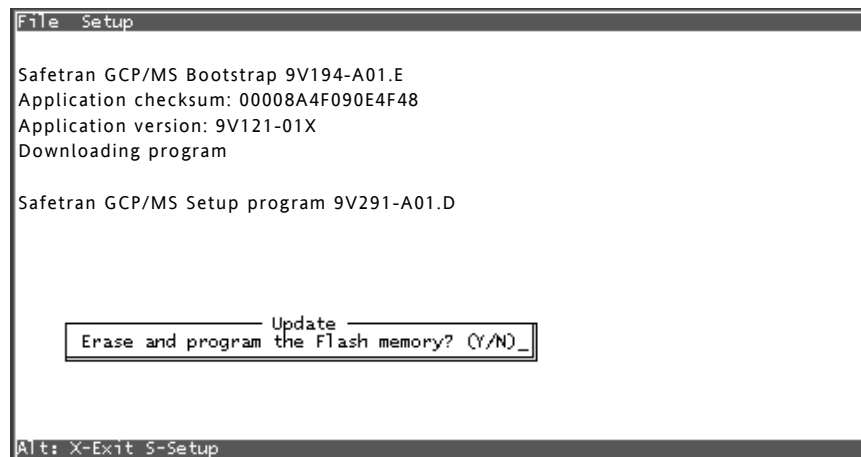 File Setup
Safetran GCP/MS Bootstrap 9V194-A01.E
Application checksum: 00008A4F090E4F48
Application version: 9V121-01X
Downloading program
Safetran GCP/MS Setup program 9V291-A01.D
Update
Erase and program the Flash memory? (Y/N)_
Alt: X-Exit S-Setup